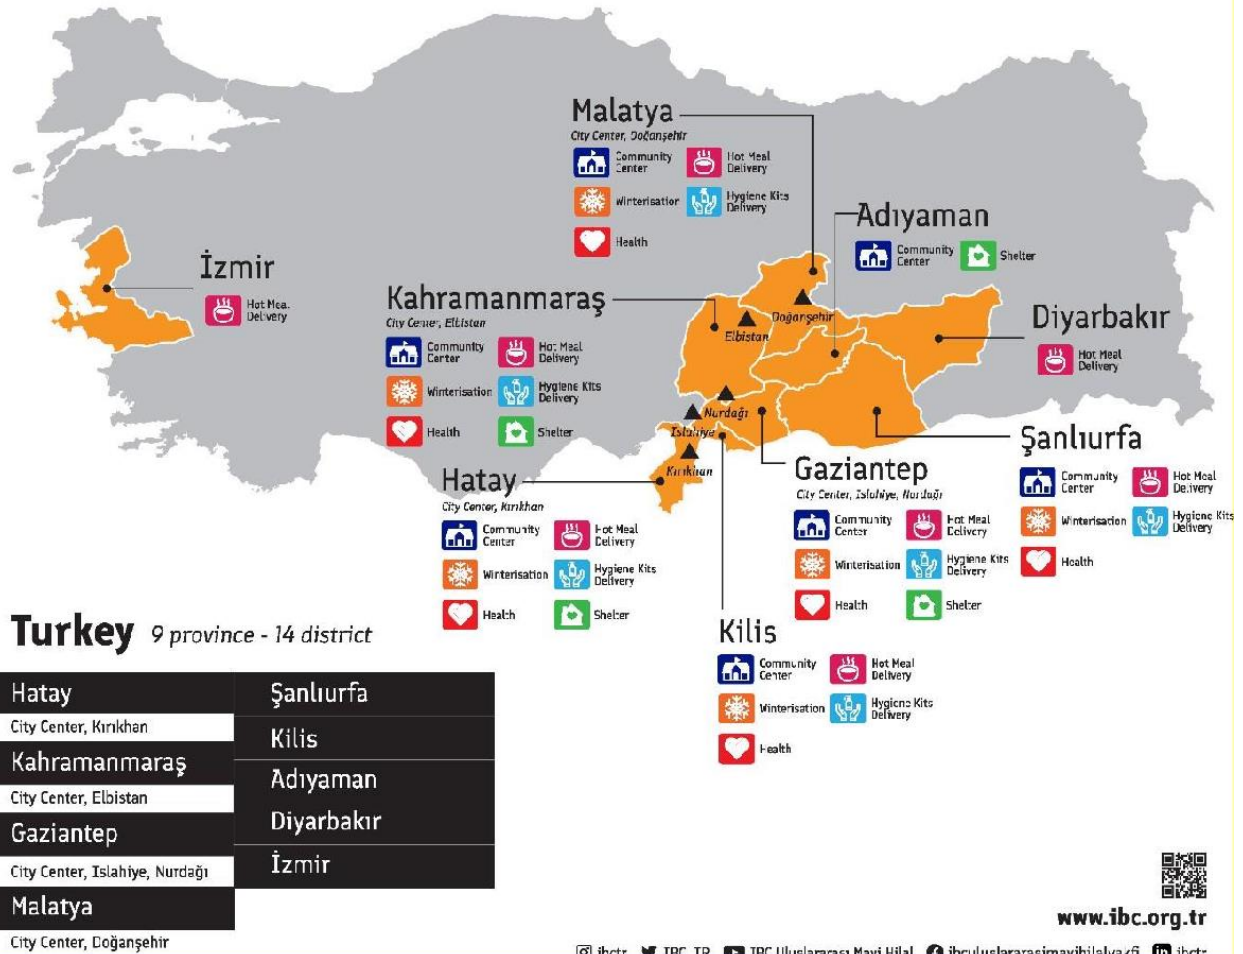 Malatya
City Center, Doğanşehir
Community Center
Hot Meal Delivery
Winterisation
Hygiene Kits Delivery
Health
Adıyaman
Community Center
Shelter
İzmir
Hot Meal Delivery
Kahramanmaraş
City Center, Elbistan
Community Center
Hot Meal Delivery
Winterisation
Hygiene Kits Delivery
Health
Shelter
Doğanşehir
Elbistan
Nurdağı
Islahiye
Kırıkhan
Diyarbakır
Hot Meal Delivery
Hatay
City Center, Kırıkhan
Community Center
Hot Meal Delivery
Winterisation
Hygiene Kits Delivery
Health
Shelter
Gaziantep
City Center, Islahiye, Nurdağı
Community Center
Hot Meal Delivery
Winterisation
Hygiene Kits Delivery
Health
Shelter
Şanlıurfa
Community Center
Hot Meal Delivery
Winterisation
Hygiene Kits Delivery
Health
Kilis
Community Center
Hot Meal Delivery
Winterisation
Hygiene Kits Delivery
Health
Turkey 9 province - 14 district
Hatay
City Center, Kırıkhan
Kahramanmaraş
City Center, Elbistan
Gaziantep
City Center, Islahiye, Nurdağı
Malatya
City Center, Doğanşehir
Şanlıurfa
Kilis
Adıyaman
Diyarbakır
İzmir
www.ibc.org.tr
ibctr IBC_TR IBC Uluslararası Mavi Hilal ibculuslararasimavihilalvakfi ibctr